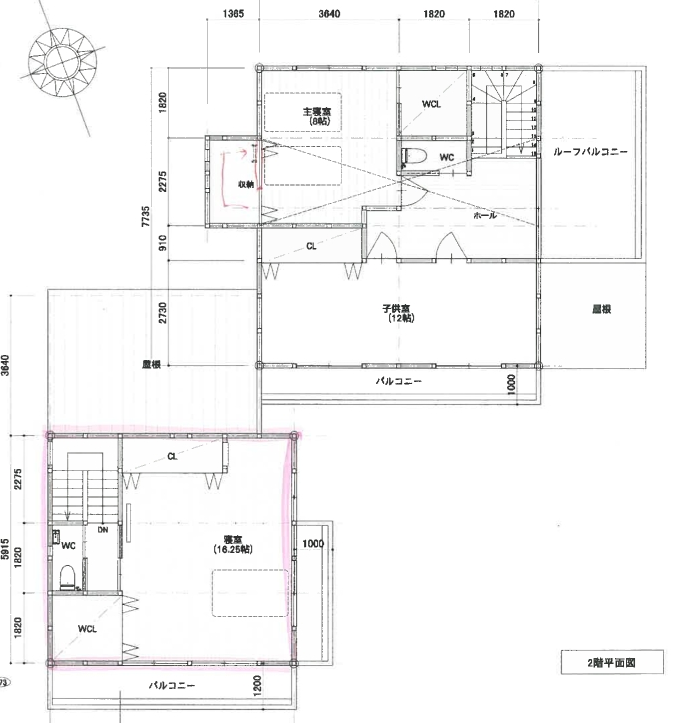 1365
3640
1820
1820
1820
2275
7735
910
2730
主寝室
(8帖)
WCL
WC
ルーフバルコニー
収納
ホール
CL
子供室
(12帖)
屋根
屋根
バルコニー
1000
3640
2275
5915
1820
1820
CL
DN
WC
寝室
(16.25帖)
1000
WCL
バルコニー
1200
2階平面図